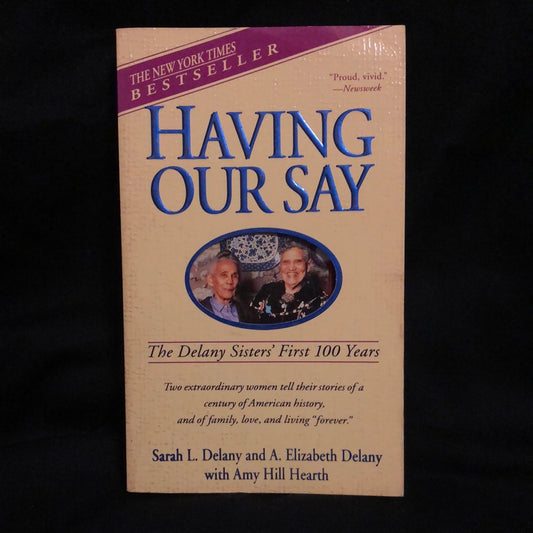 THE NEW YORK TIMES
BESTSELLER
"Proud, vivid."
—Newsweek
HAVING
OUR SAY
The Delany Sisters' First 100 Years
Two extraordinary women tell their stories of a
century of American history,
and of family, love, and living "forever."
Sarah L. Delany and A. Elizabeth Delany
with Amy Hill Hearth